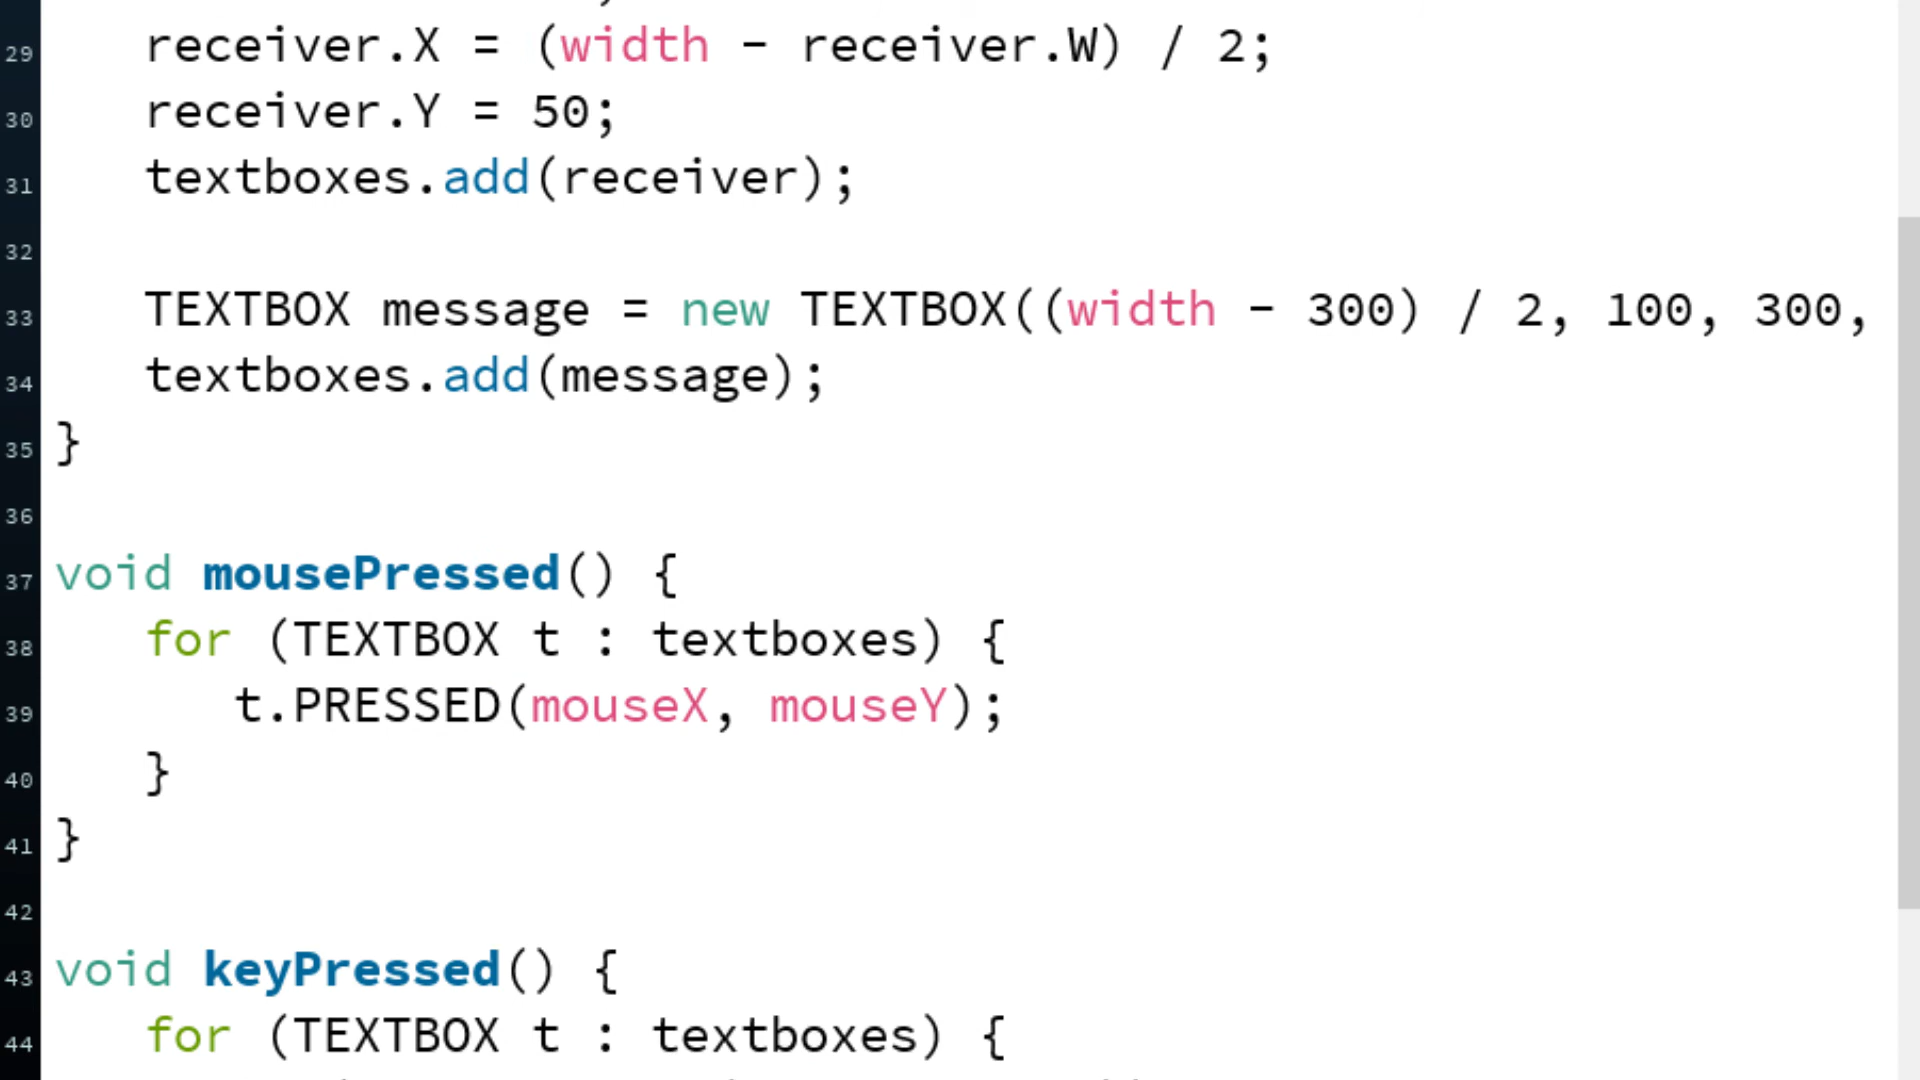 29 receiver.X = (width - receiver.W) / 2;
30 receiver.Y = 50;
31 textboxes.add(receiver);
32
33 TEXTBOX message = new TEXTBOX((width - 300) / 2, 100, 300,
34 textboxes.add(message);
35 }
36
37 void mousePressed() {
38 for (TEXTBOX t : textboxes) {
39 t.PRESSED(mouseX, mouseY);
40 }
41 }
42
43 void keyPressed() {
44 for (TEXTBOX t : textboxes) {